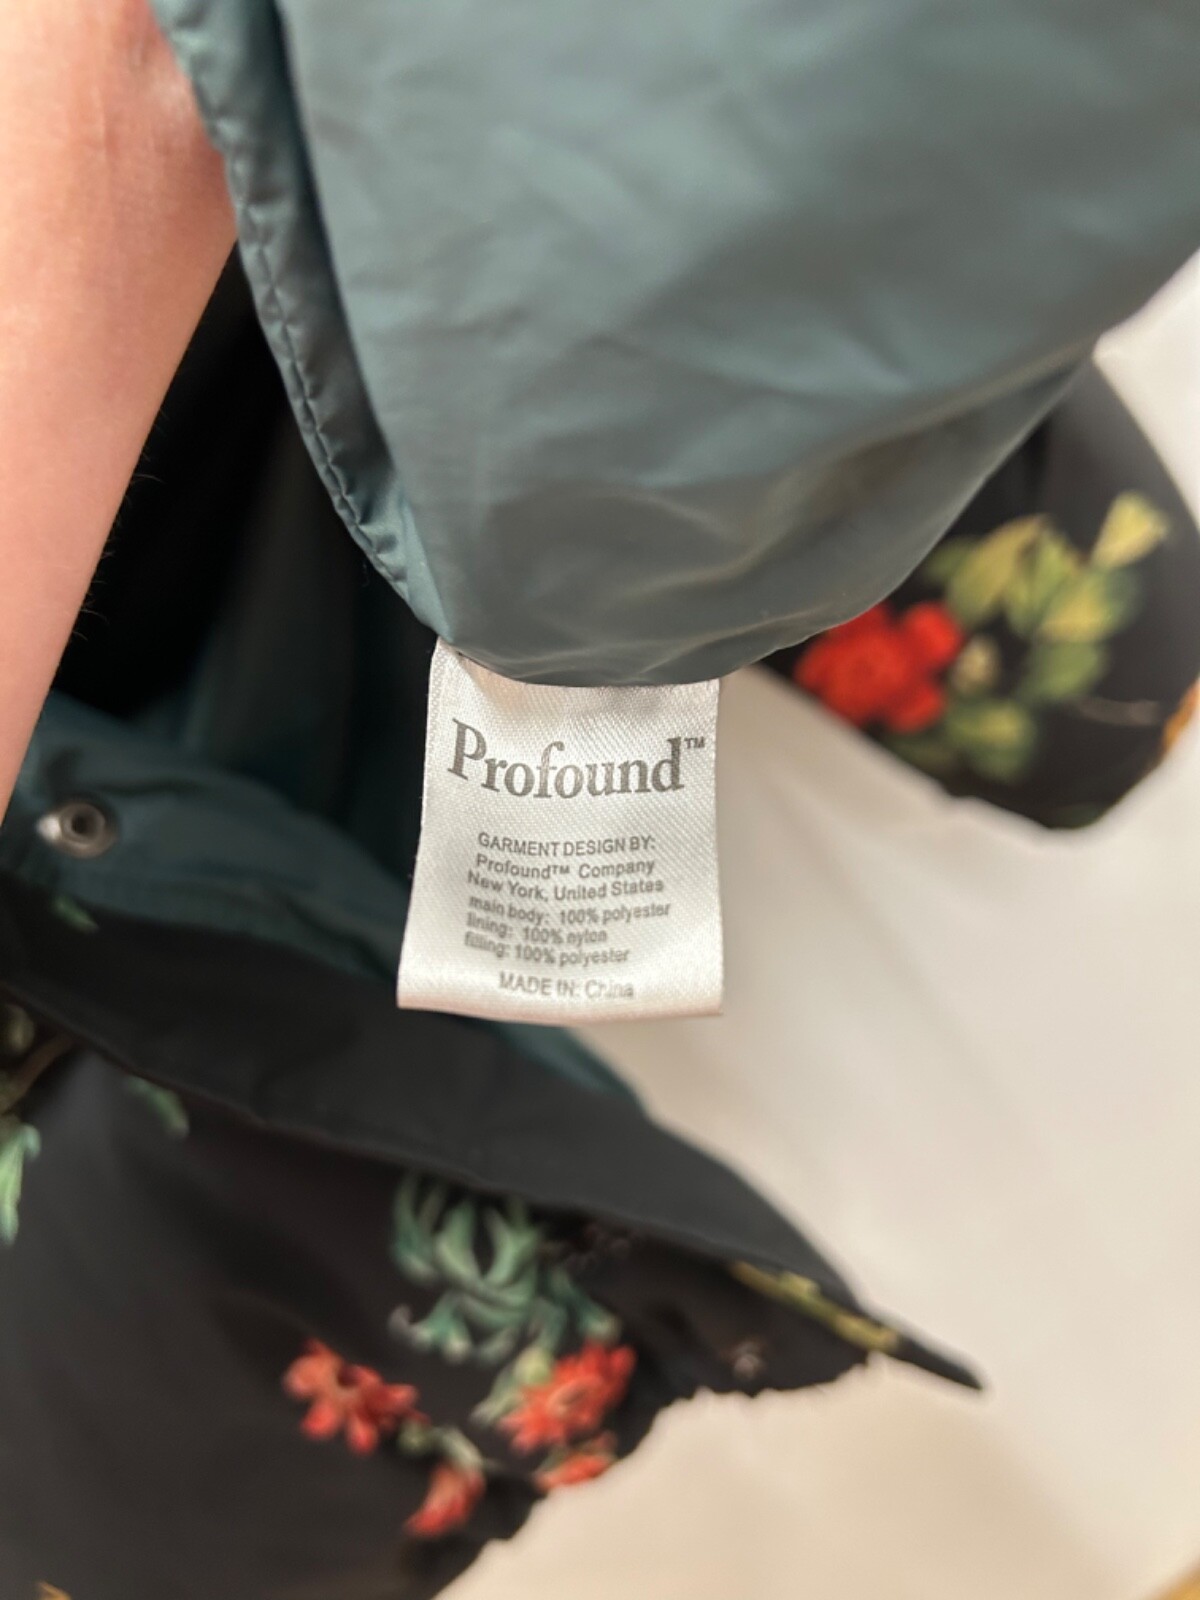 Profound™
GARMENT DESIGN BY:
Profound™ Company
New York, United States
main body: 100% polyester
lining: 100% nylon
filling: 100% polyester
MADE IN: China